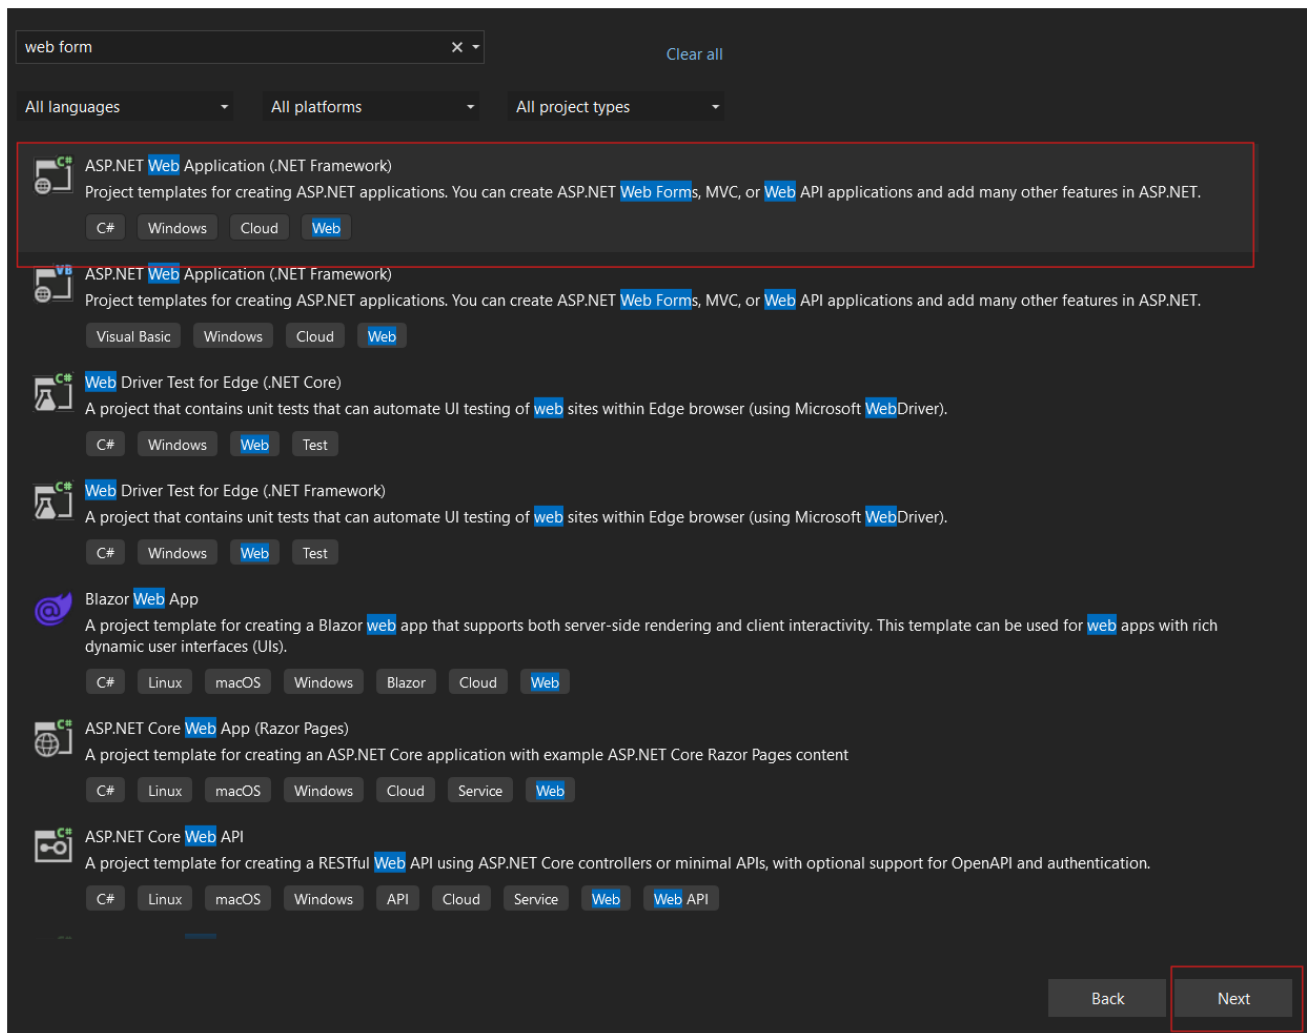 web form
Clear all
All languages All platforms All project types
C#
ASP.NET Web Application (.NET Framework)
Project templates for creating ASP.NET applications. You can create ASP.NET Web Forms, MVC, or Web API applications and add many other features in ASP.NET.
C# Windows Cloud Web
VB
ASP.NET Web Application (.NET Framework)
Project templates for creating ASP.NET applications. You can create ASP.NET Web Forms, MVC, or Web API applications and add many other features in ASP.NET.
Visual Basic Windows Cloud Web
C#
Web Driver Test for Edge (.NET Core)
A project that contains unit tests that can automate UI testing of web sites within Edge browser (using Microsoft WebDriver).
C# Windows Web Test
C#
Web Driver Test for Edge (.NET Framework)
A project that contains unit tests that can automate UI testing of web sites within Edge browser (using Microsoft WebDriver).
C# Windows Web Test
Blazor Web App
A project template for creating a Blazor web app that supports both server-side rendering and client interactivity. This template can be used for web apps with rich
dynamic user interfaces (UIs).
C# Linux macOS Windows Blazor Cloud Web
C#
ASP.NET Core Web App (Razor Pages)
A project template for creating an ASP.NET Core application with example ASP.NET Core Razor Pages content
C# Linux macOS Windows Cloud Service Web
C#
ASP.NET Core Web API
A project template for creating a RESTful Web API using ASP.NET Core controllers or minimal APIs, with optional support for OpenAPI and authentication.
C# Linux macOS Windows API Cloud Service Web Web API
Back Next